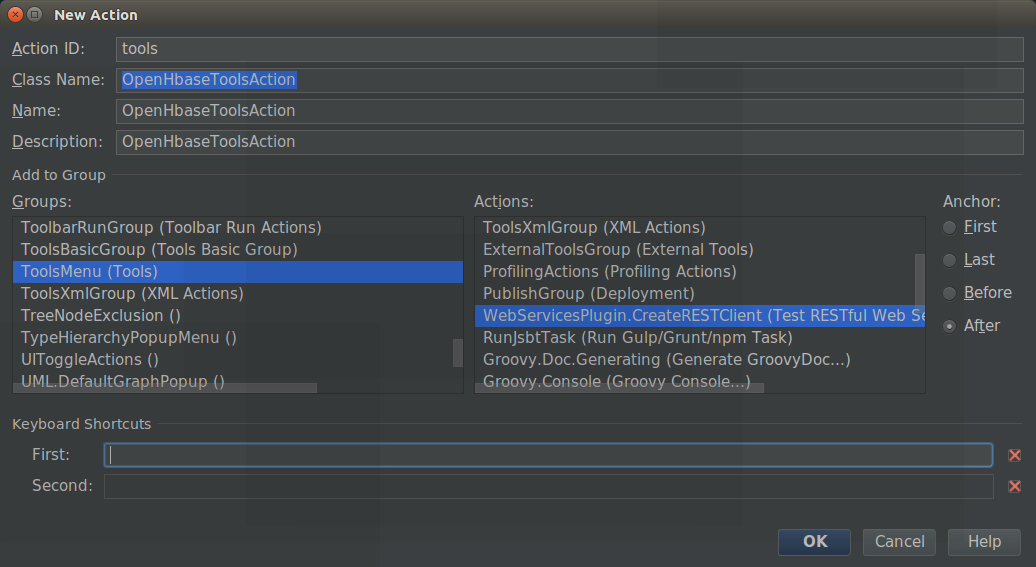 New Action
Action ID: tools
Class Name: OpenHbaseToolsAction
Name: OpenHbaseToolsAction
Description: OpenHbaseToolsAction
Add to Group
Groups:
ToolbarRunGroup (Toolbar Run Actions)
ToolsBasicGroup (Tools Basic Group)
ToolsMenu (Tools)
ToolsXmlGroup (XML Actions)
TreeNodeExclusion ()
TypeHierarchyPopupMenu ()
UIToggleActions ()
UML.DefaultGraphPopup ()
Actions:
ToolsXmlGroup (XML Actions)
ExternalToolsGroup (External Tools)
ProfilingActions (Profiling Actions)
PublishGroup (Deployment)
WebServicesPlugin.CreateRESTClient (Test RESTful Web Se
RunJsbtTask (Run Gulp/Grunt/npm Task)
Groovy.Doc.Generating (Generate GroovyDoc...)
Groovy.Console (Groovy Console...)
Anchor:
First
Last
Before
After
Keyboard Shortcuts
First:
Second:
OK
Cancel
Help